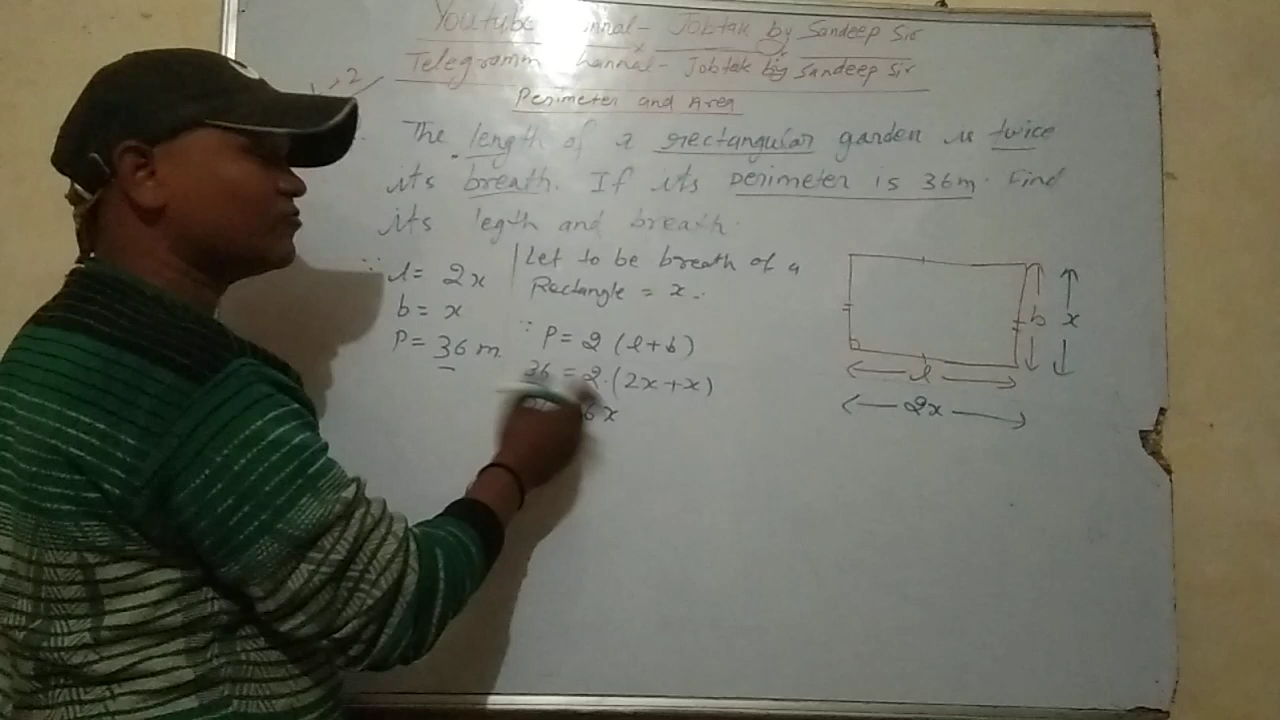 Youtube nnal- Jobtak by Sandeep Sir
Telegramm hannal- Jobtak by Sandeep Sir
Perimeter and Area
2
The length of a rectangular garden is twice
its breath. If its perimeter is 36m. Find
its legth and breath.
∵ l = 2x
b = x
P = 36 m
Let to be breath of a
Rectangle = x.
∵ P = 2 (l+b)
36 = 2.(2x+x)
6x
b
x
l
2x